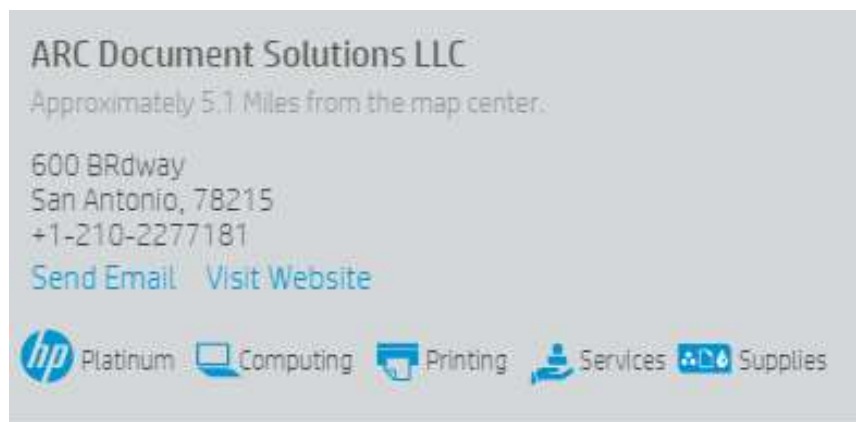 ARC Document Solutions LLC
Approximately 5.1 Miles from the map center.
600 BRdway
San Antonio, 78215
+1-210-2277181
Send Email Visit Website
hp Platinum Computing Printing Services Supplies